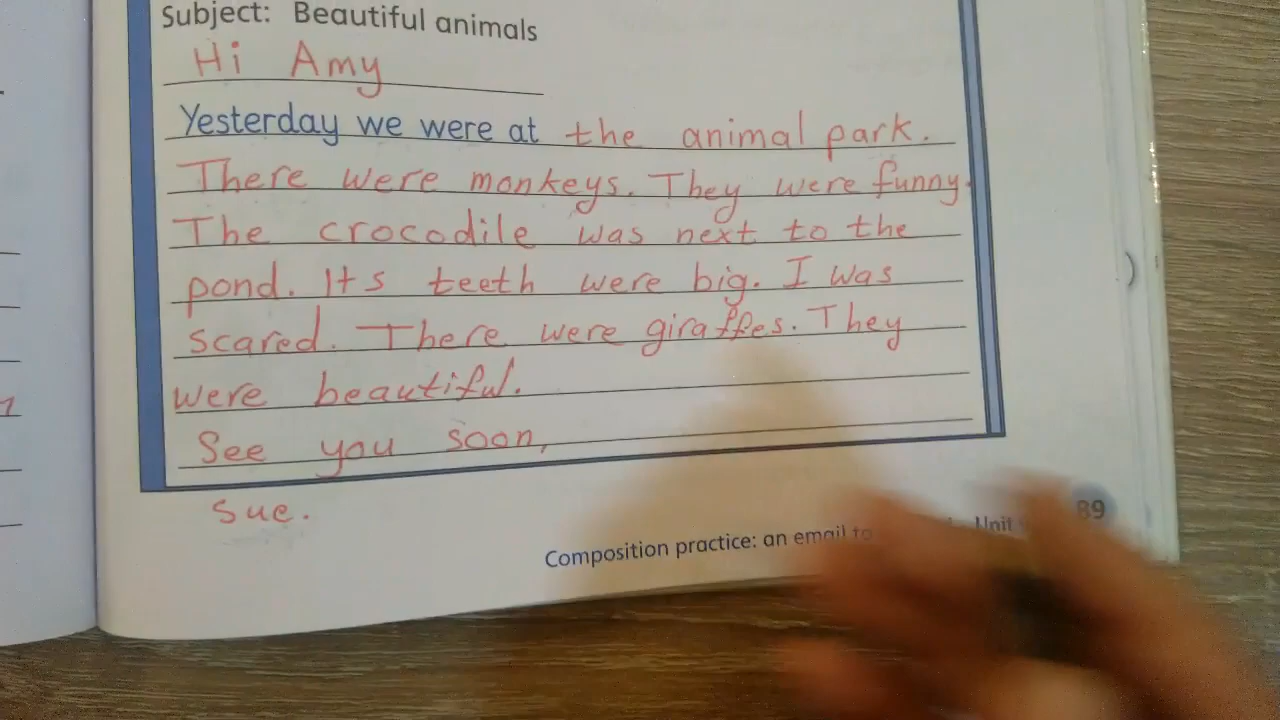 Subject: Beautiful animals
Hi Amy
Yesterday we were at the animal park.
There were monkeys. They were funny.
The crocodile was next to the
pond. Its teeth were big. I was
scared. There were giraffes. They
were beautiful.
See you soon,
Sue.
Composition practice: an email to
Unit
89